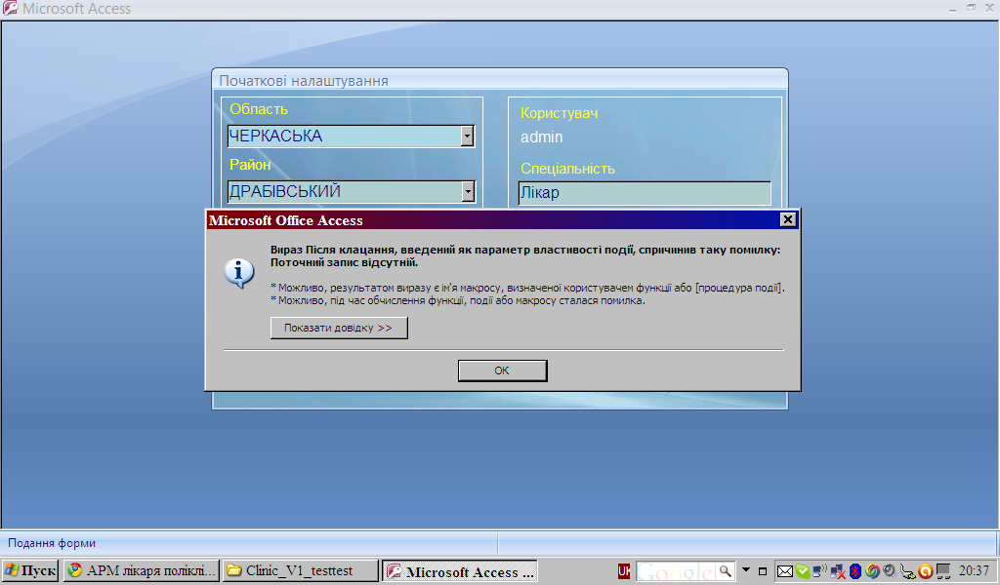 Microsoft Access
Початкові налаштування
Область
ЧЕРКАСЬКА
Район
ДРАБІВСЬКИЙ
Користувач
admin
Спеціальність
Лікар
Microsoft Office Access
Вираз Після клацання, введений як параметр властивості події, спричинив таку помилку:
Поточний запис відсутній.
* Можливо, результатом виразу є ім'я макросу, визначеної користувачем функції або [процедура події].
* Можливо, під час обчислення функції, події або макросу сталася помилка.
Показати довідку >>
OK
Подання форми
Пуск
АРМ лікаря поліклі...
Clinic_V1_testtest
Microsoft Access ...
UK
Google
20:37